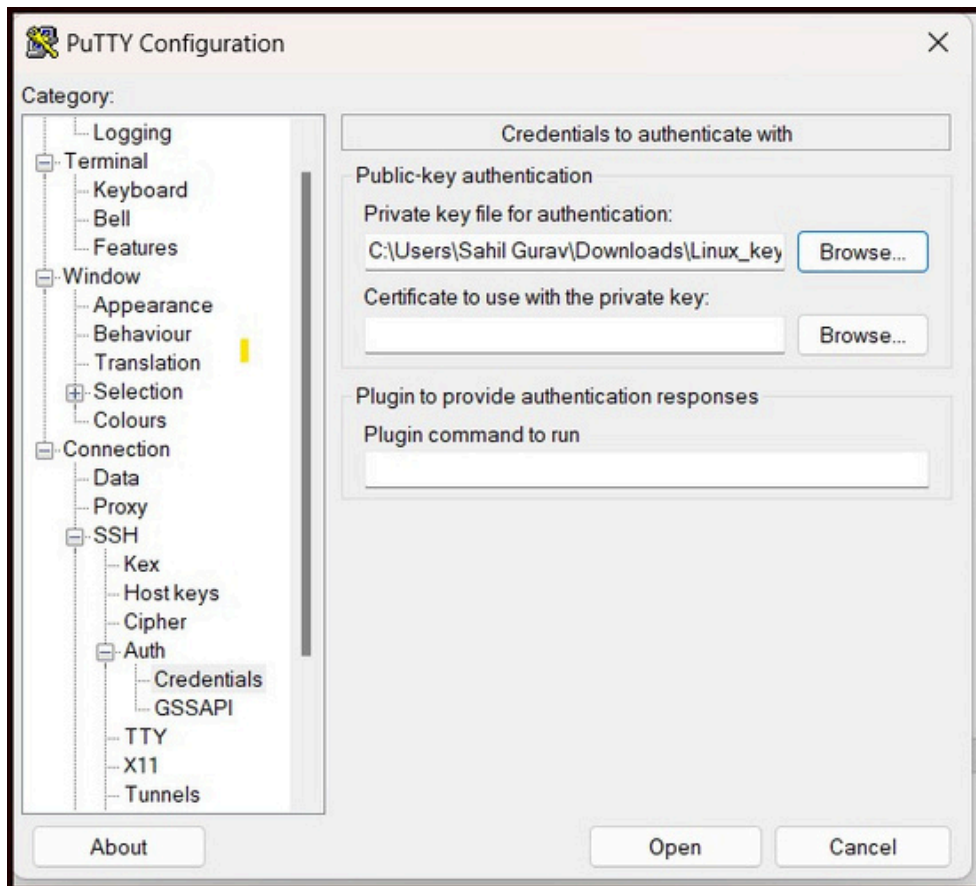 PuTTY Configuration
Category:
Logging
Terminal
Keyboard
Bell
Features
Window
Appearance
Behaviour
Translation
Selection
Colours
Connection
Data
Proxy
SSH
Kex
Host keys
Cipher
Auth
Credentials
GSSAPI
TTY
X11
Tunnels
Credentials to authenticate with
Public-key authentication
Private key file for authentication:
C:\Users\Sahil Gurav\Downloads\Linux_key
Browse...
Certificate to use with the private key:
Browse...
Plugin to provide authentication responses
Plugin command to run
About
Open
Cancel